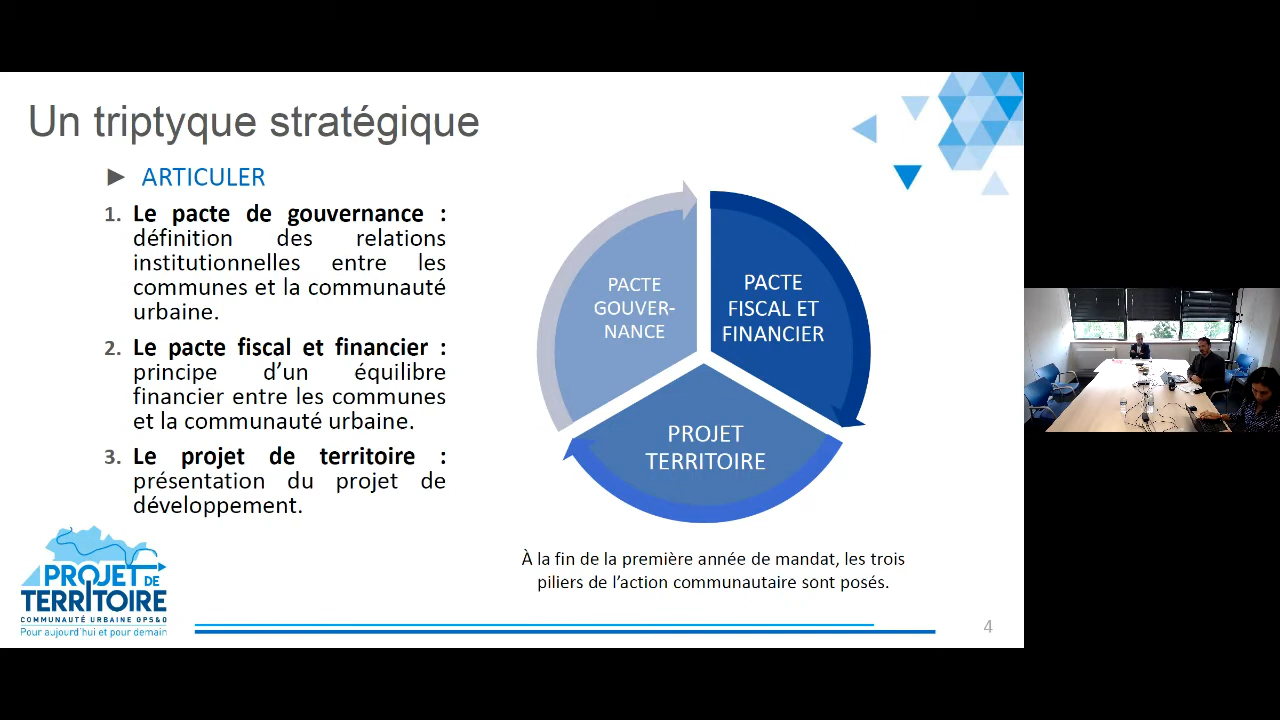 Un triptyque stratégique
► ARTICULER
1. Le pacte de gouvernance :
définition des relations
institutionnelles entre les
communes et la communauté
urbaine.
2. Le pacte fiscal et financier :
principe d’un équilibre
financier entre les communes
et la communauté urbaine.
3. Le projet de territoire :
présentation du projet de
développement.
PACTE
GOUVER-
NANCE
PACTE
FISCAL ET
FINANCIER
PROJET
TERRITOIRE
À la fin de la première année de mandat, les trois
piliers de l’action communautaire sont posés.
PROJET DE
TERRITOIRE
COMMUNAUTÉ URBAINE GPS&O
Pour aujourd'hui et pour demain
4